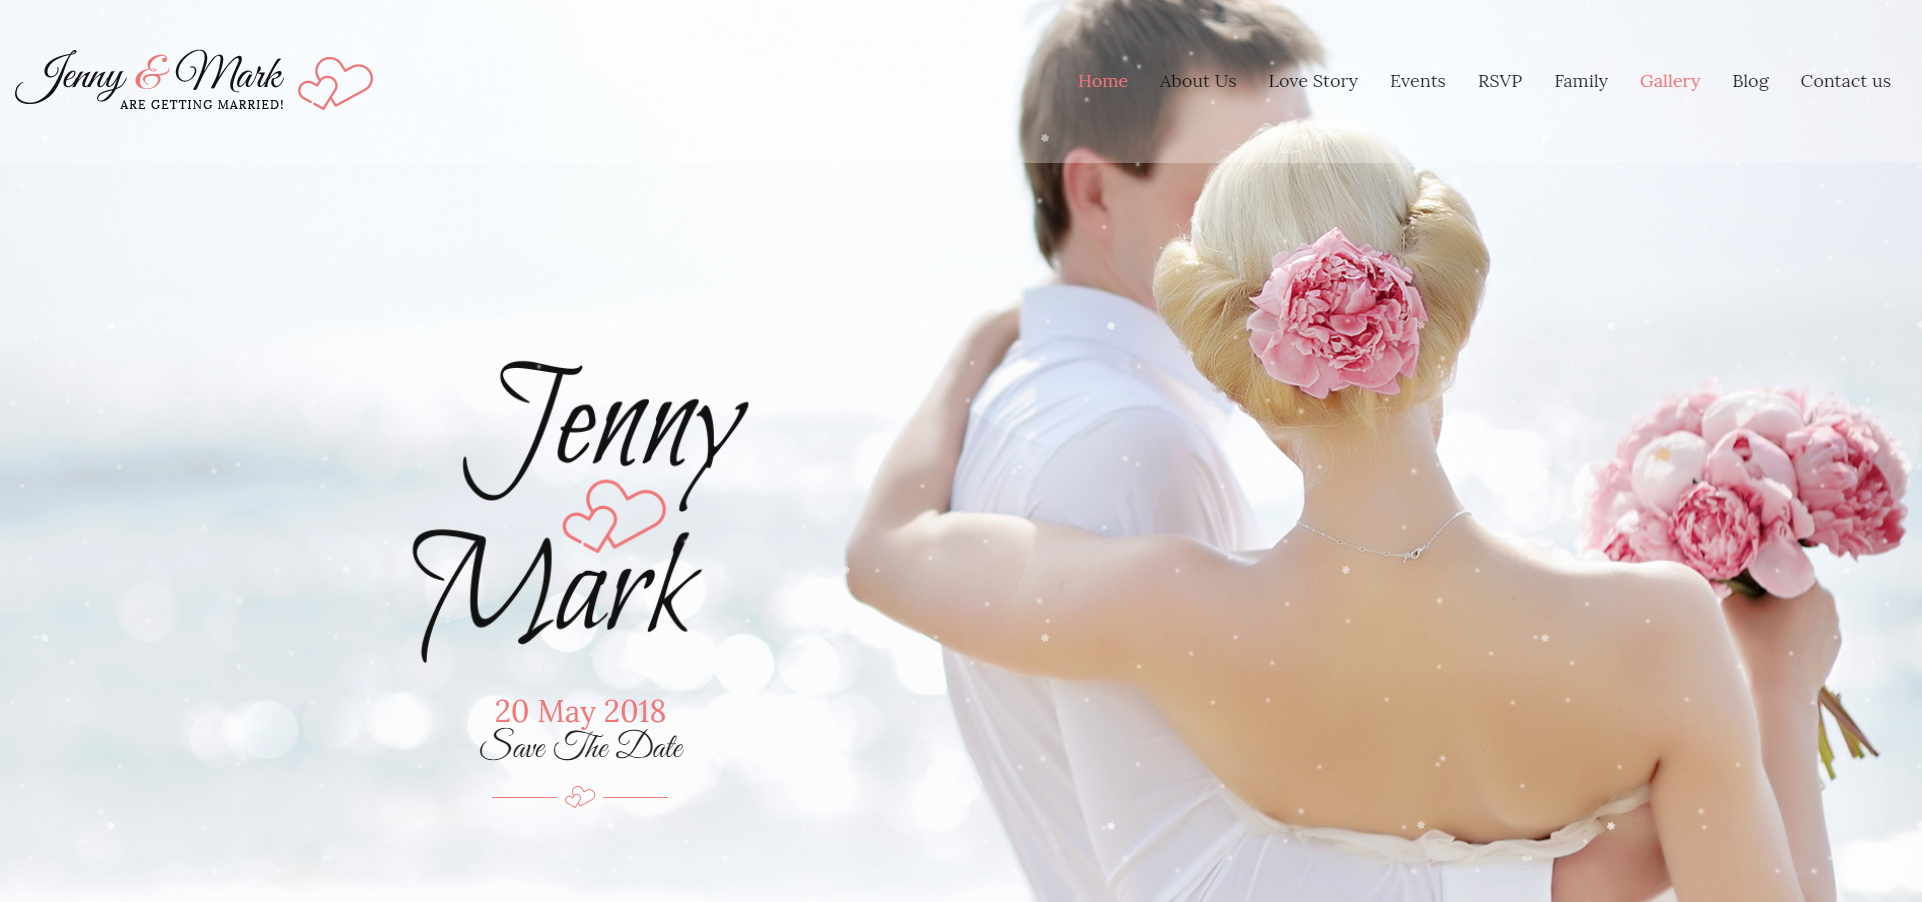 Jenny & Mark
ARE GETTING MARRIED!
Home About Us Love Story Events RSVP Family Gallery Blog Contact us
Jenny
Mark
20 May 2018
Save The Date